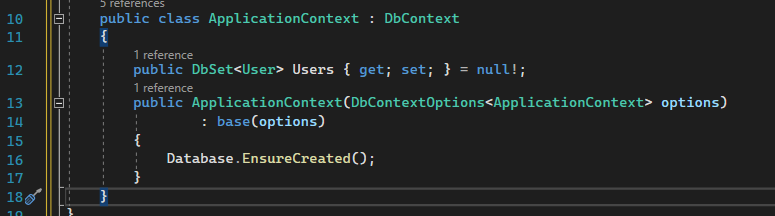 5 references
10 public class ApplicationContext : DbContext
11 {
1 reference
12 public DbSet<User> Users { get; set; } = null!;
1 reference
13 public ApplicationContext(DbContextOptions<ApplicationContext> options)
14 : base(options)
15 {
16 Database.EnsureCreated();
17 }
18 }
19 }